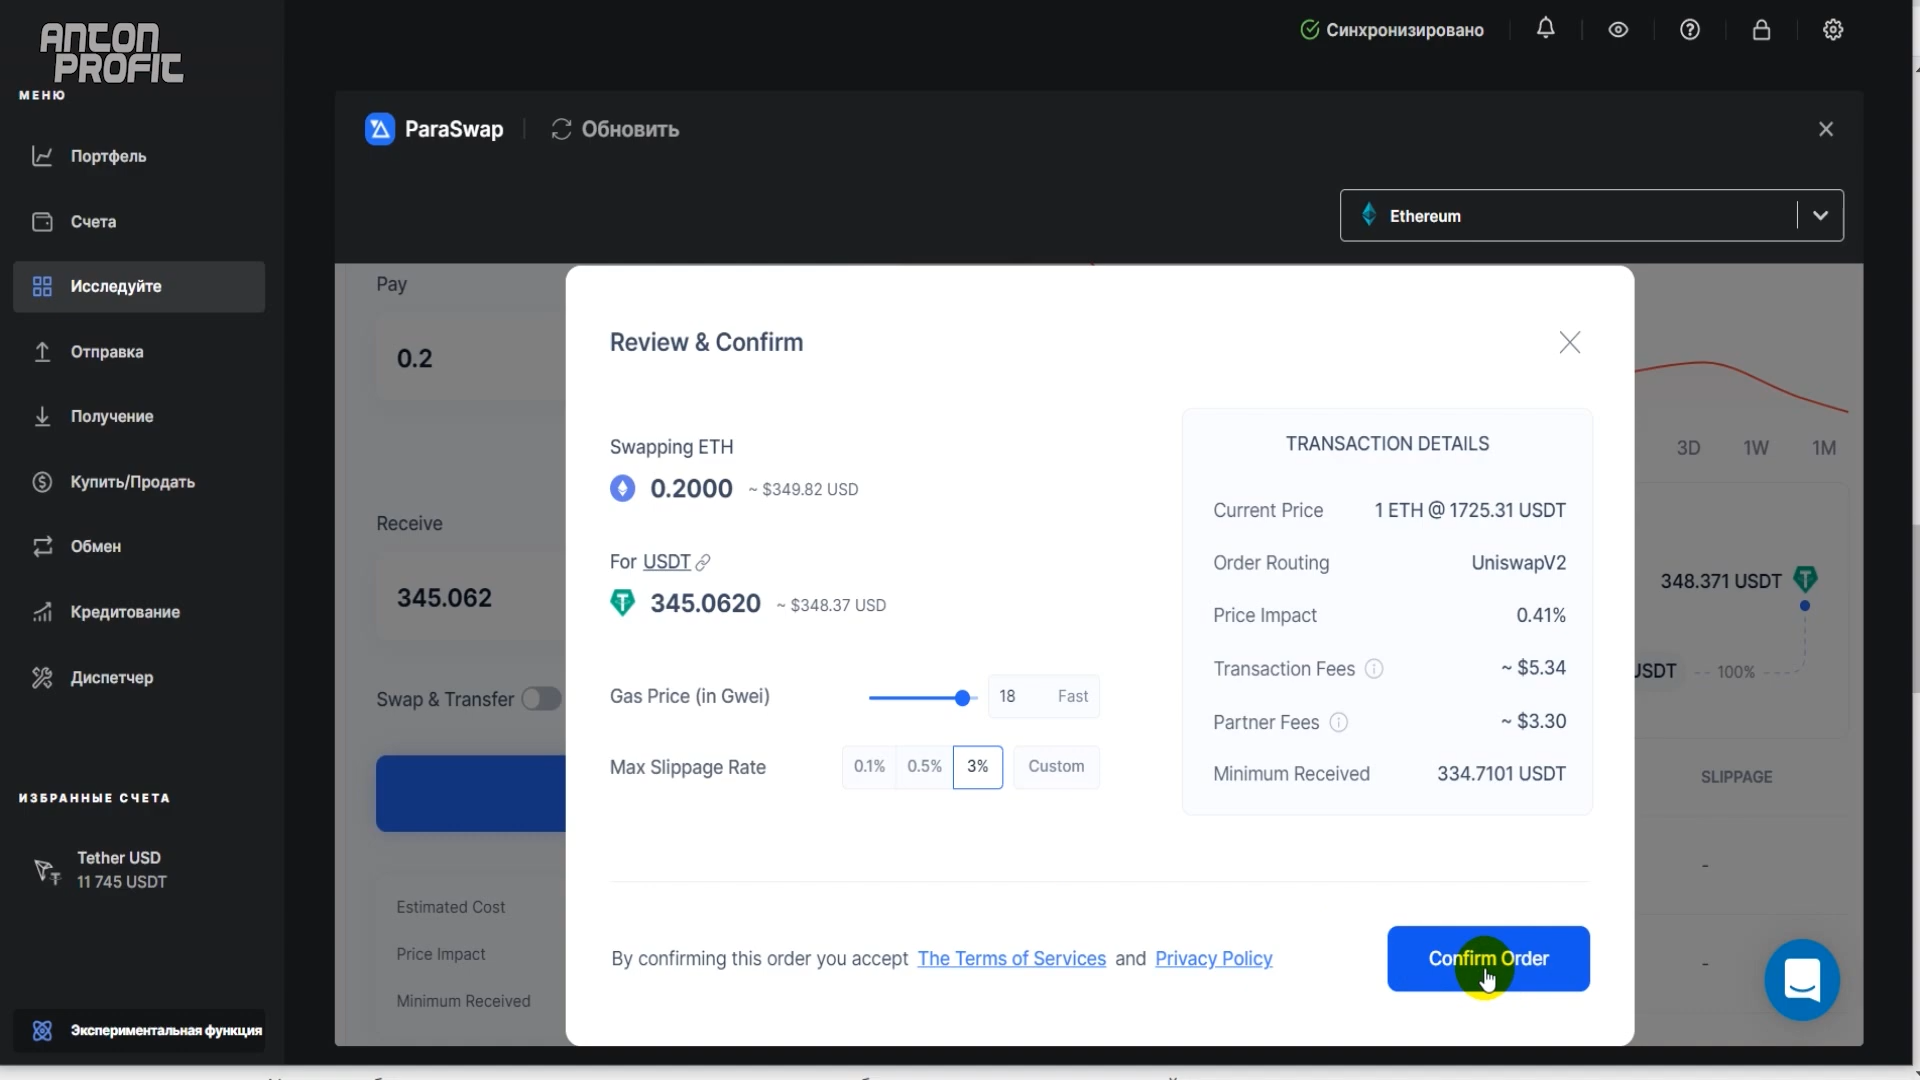 ANTON
PROFIT
МЕНЮ
Портфель
Счета
Исследуйте
Отправка
Получение
Купить/Продать
Обмен
Кредитование
Диспетчер
ИЗБРАННЫЕ СЧЕТА
Tether USD
11 745 USDT
Экспериментальная функция
Синхронизировано
ParaSwap
Обновить
Ethereum
Pay
0.2
Receive
345.062
Swap & Transfer
Estimated Cost
Price Impact
Minimum Received
Review & Confirm
Swapping ETH
0.2000 ~ $349.82 USD
For USDT
345.0620 ~ $348.37 USD
Gas Price (in Gwei) 18 Fast
Max Slippage Rate 0.1% 0.5% 3% Custom
TRANSACTION DETAILS
Current Price 1 ETH @ 1725.31 USDT
Order Routing UniswapV2
Price Impact 0.41%
Transaction Fees ~ $5.34
Partner Fees ~ $3.30
Minimum Received 334.7101 USDT
By confirming this order you accept The Terms of Services and Privacy Policy
Confirm Order
3D 1W 1M
348.371 USDT
USDT 100%
SLIPPAGE
-
-